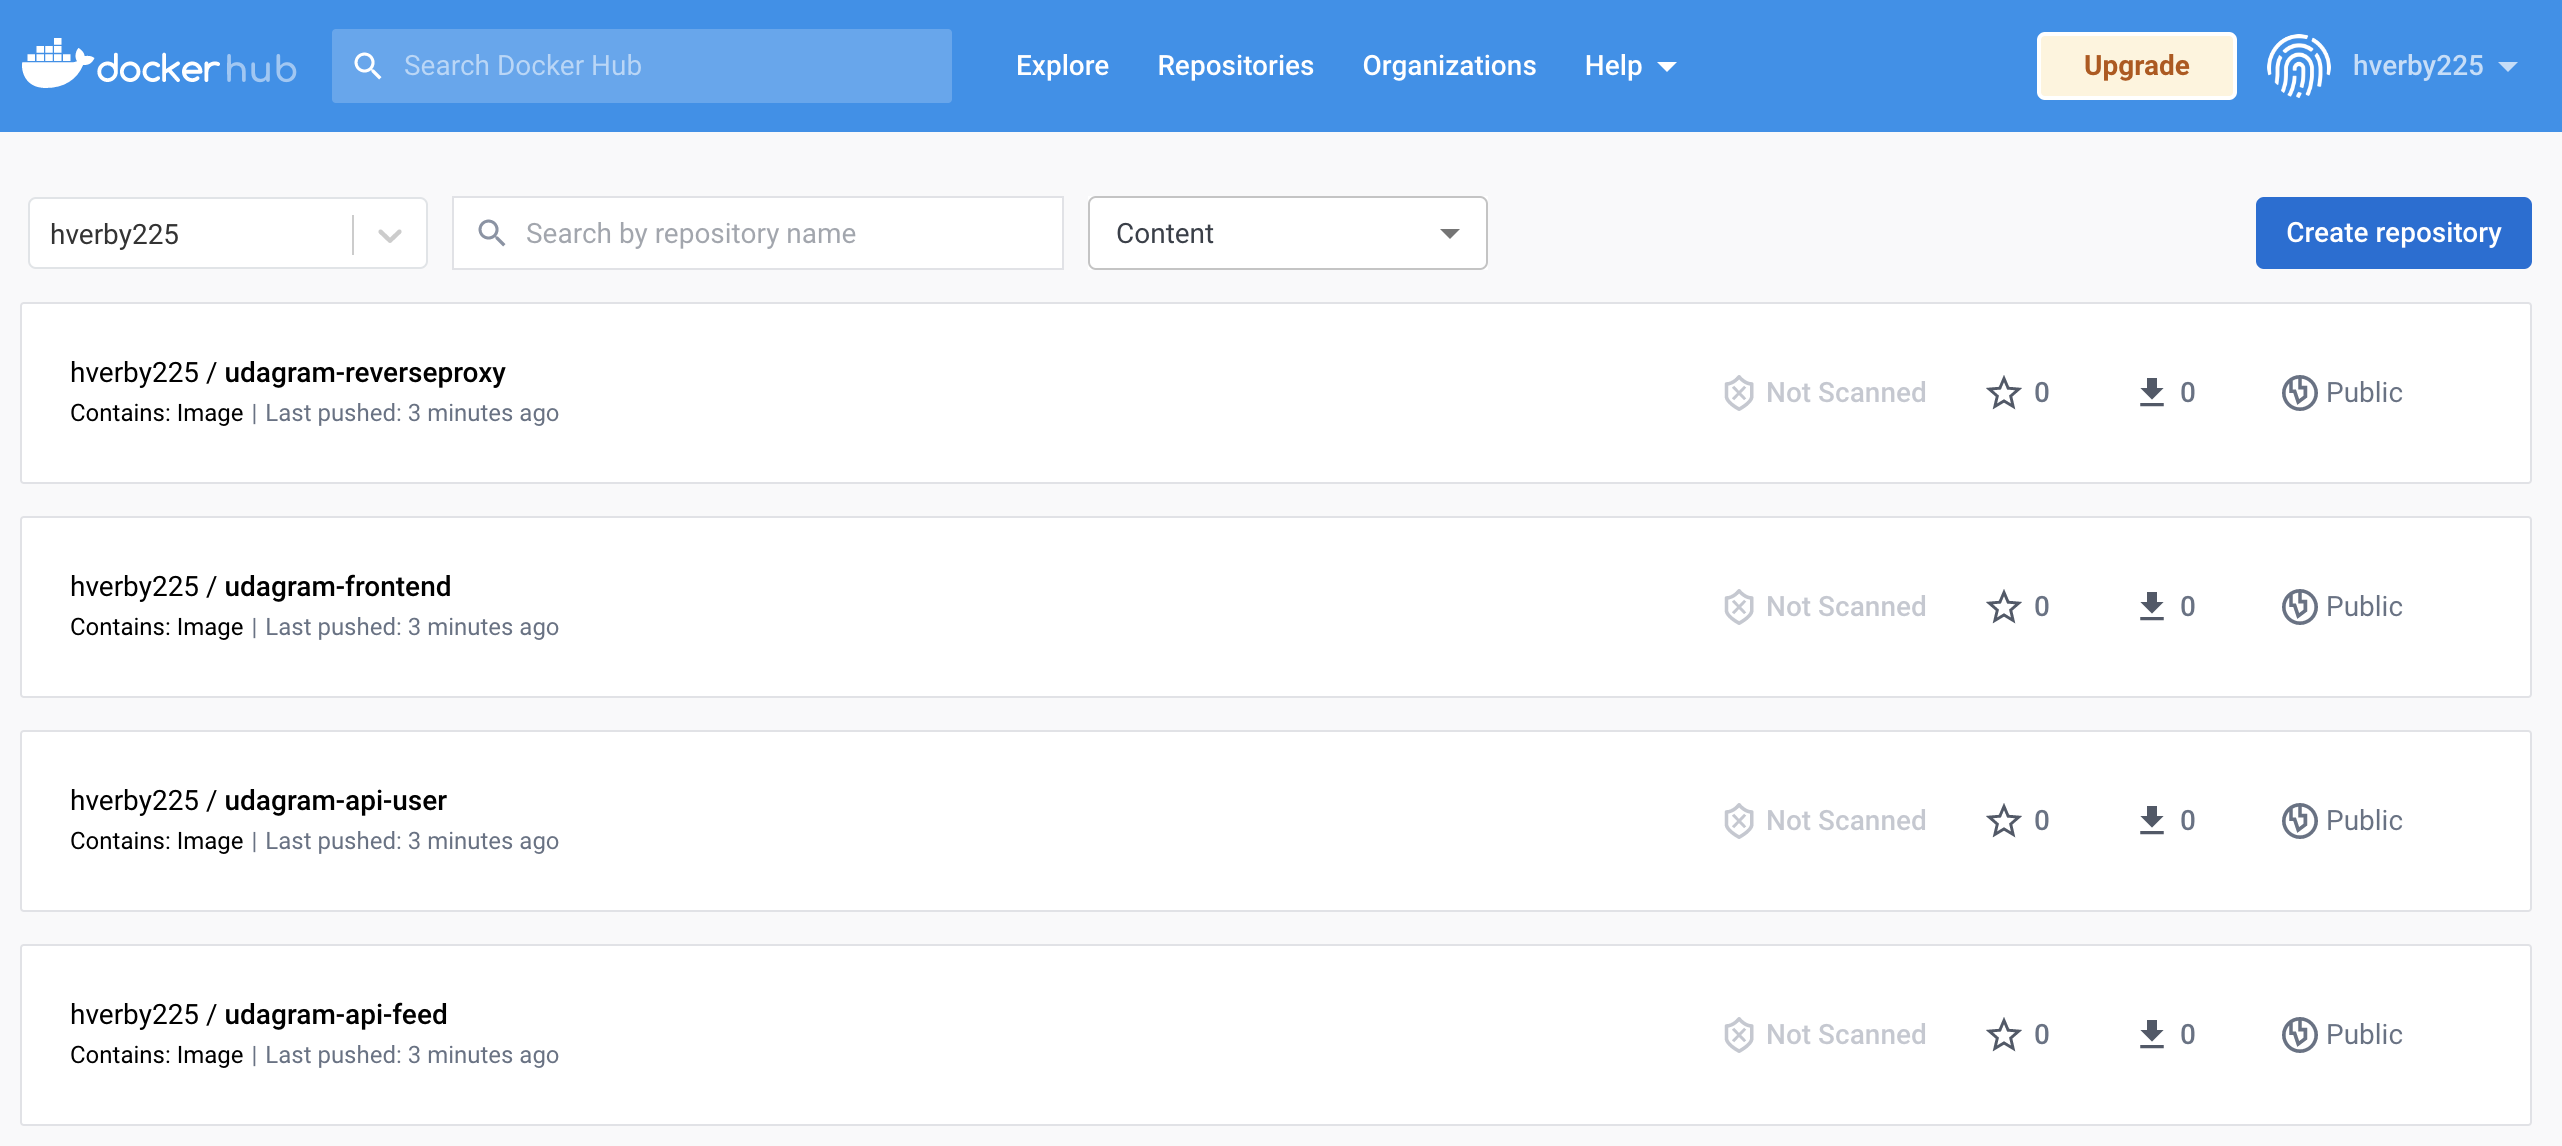 docker hub
Search Docker Hub
Explore Repositories Organizations Help
Upgrade
hverby225
hverby225
Search by repository name
Content
Create repository
hverby225 / udagram-reverseproxy
Contains: Image | Last pushed: 3 minutes ago
Not Scanned 0 0 Public
hverby225 / udagram-frontend
Contains: Image | Last pushed: 3 minutes ago
Not Scanned 0 0 Public
hverby225 / udagram-api-user
Contains: Image | Last pushed: 3 minutes ago
Not Scanned 0 0 Public
hverby225 / udagram-api-feed
Contains: Image | Last pushed: 3 minutes ago
Not Scanned 0 0 Public